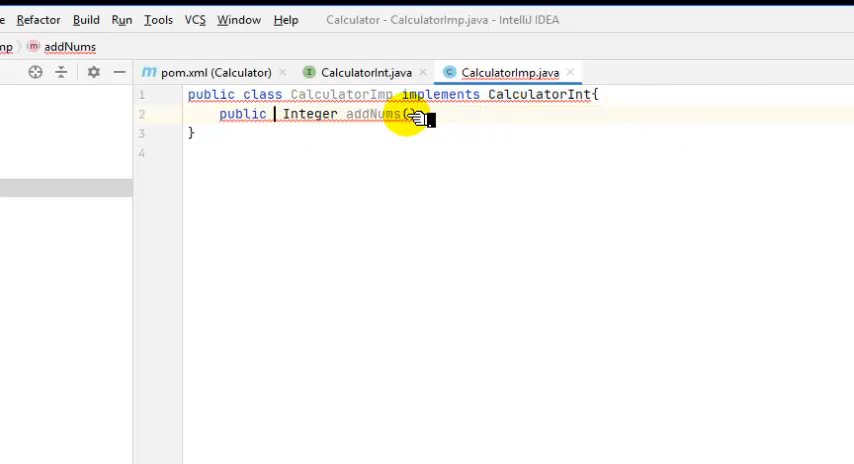 e Refactor Build Run Tools VCS Window Help Calculator - CalculatorImp.java - IntelliJ IDEA
mp m addNums
m pom.xml (Calculator) I CalculatorInt.java C CalculatorImp.java
1 public class CalculatorImp implements CalculatorInt{
2 public Integer addNums()
3 }
4